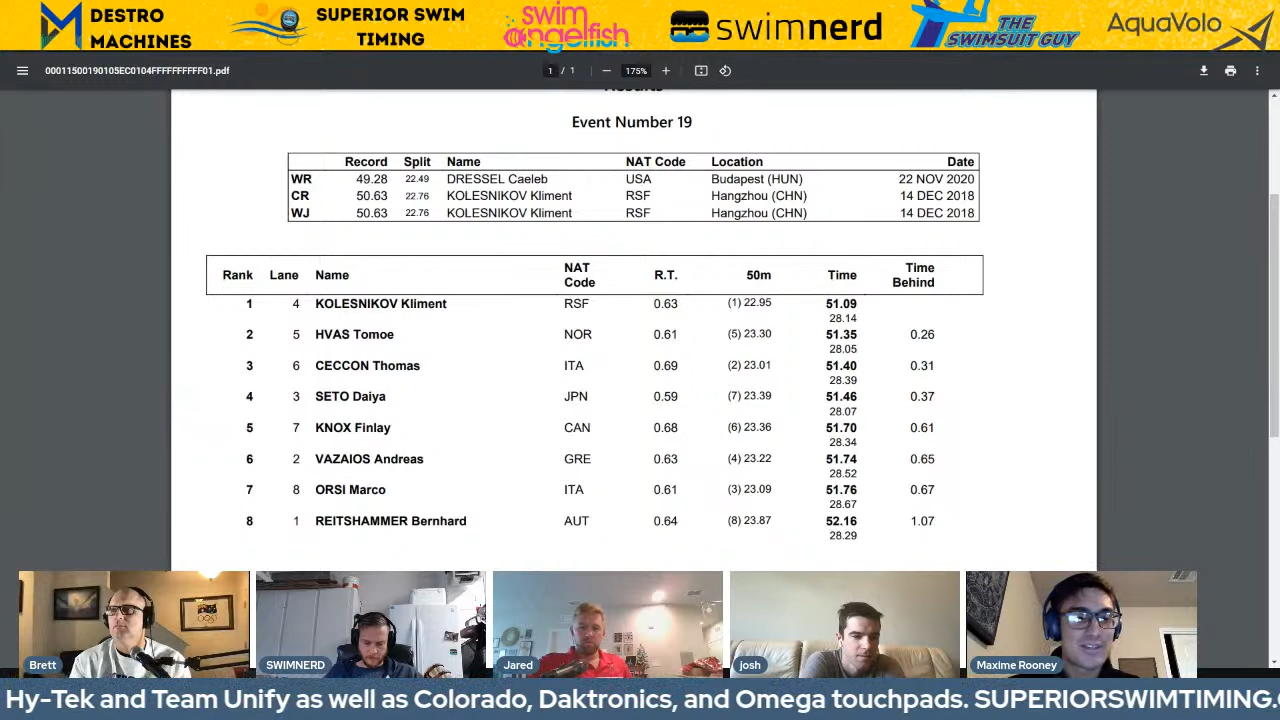 DESTRO
MACHINES
SUPERIOR SWIM
TIMING
swim
angelfish
swimnerd
THE
SWIMSUIT GUY
AquaVolo
00011500190105EC0104FFFFFFFFFF01.pdf
1 / 1
175%
Results
Event Number 19
Record Split Name NAT Code Location Date
WR 49.28 22.49 DRESSEL Caeleb USA Budapest (HUN) 22 NOV 2020
CR 50.63 22.76 KOLESNIKOV Kliment RSF Hangzhou (CHN) 14 DEC 2018
WJ 50.63 22.76 KOLESNIKOV Kliment RSF Hangzhou (CHN) 14 DEC 2018
Rank Lane Name NAT Code R.T. 50m Time Time Behind
1 4 KOLESNIKOV Kliment RSF 0.63 (1) 22.95 51.09
28.14
2 5 HVAS Tomoe NOR 0.61 (5) 23.30 51.35 0.26
28.05
3 6 CECCON Thomas ITA 0.69 (2) 23.01 51.40 0.31
28.39
4 3 SETO Daiya JPN 0.59 (7) 23.39 51.46 0.37
28.07
5 7 KNOX Finlay CAN 0.68 (6) 23.36 51.70 0.61
28.34
6 2 VAZAIOS Andreas GRE 0.63 (4) 23.22 51.74 0.65
28.52
7 8 ORSI Marco ITA 0.61 (3) 23.09 51.76 0.67
28.67
8 1 REITSHAMMER Bernhard AUT 0.64 (8) 23.87 52.16 1.07
28.29
Brett
SWIMNERD
Jared
josh
Maxime Rooney
Hy-Tek and Team Unify as well as Colorado, Daktronics, and Omega touchpads. SUPERIORSWIMTIMING.